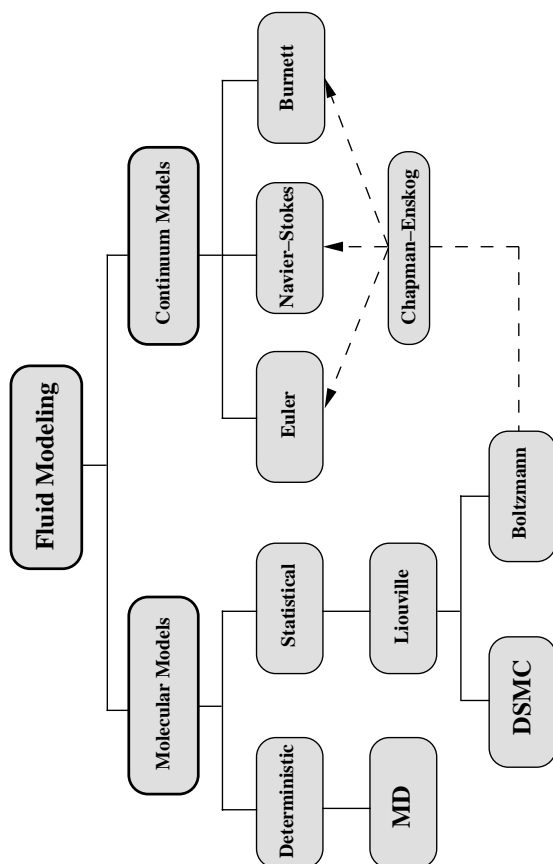 Fluid Modeling
Molecular Models
Continuum Models
Deterministic
Statistical
Euler
Navier–Stokes
Burnett
MD
Liouville
Chapman–Enskog
DSMC
Boltzmann